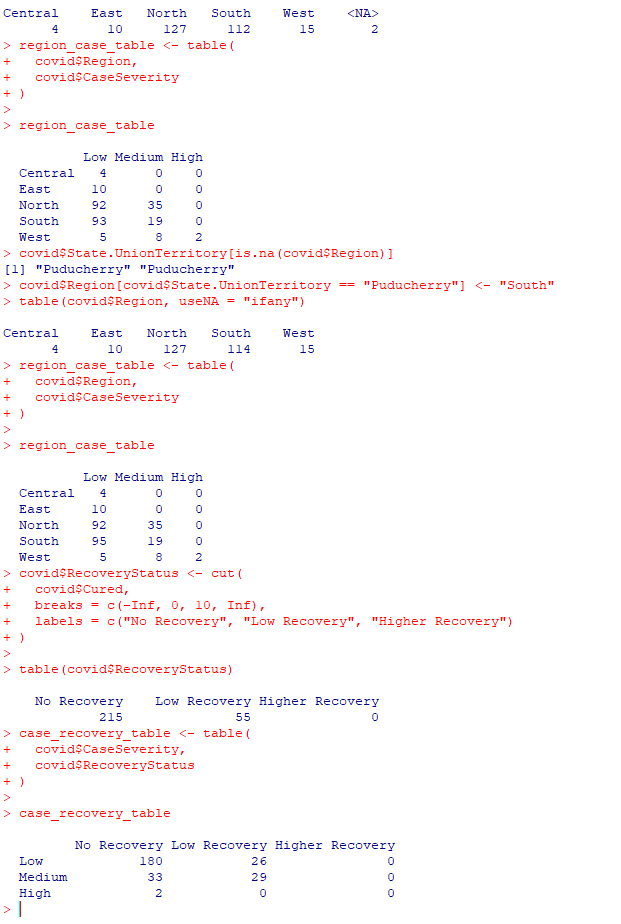 Central    East   North   South    West    <NA>
      4      10     127     112      15       2
> region_case_table <- table(
+   covid$Region,
+   covid$CaseSeverity
+ )
>
> region_case_table
          Low Medium High
  Central   4      0    0
  East     10      0    0
  North    92     35    0
  South    93     19    0
  West      5      8    2
> covid$State.UnionTerritory[is.na(covid$Region)]
[1] "Puducherry" "Puducherry"
> covid$Region[covid$State.UnionTerritory == "Puducherry"] <- "South"
> table(covid$Region, useNA = "ifany")
Central    East   North   South    West
      4      10     127     114      15
> region_case_table <- table(
+   covid$Region,
+   covid$CaseSeverity
+ )
>
> region_case_table
          Low Medium High
  Central   4      0    0
  East     10      0    0
  North    92     35    0
  South    95     19    0
  West      5      8    2
> covid$RecoveryStatus <- cut(
+   covid$Cured,
+   breaks = c(-Inf, 0, 10, Inf),
+   labels = c("No Recovery", "Low Recovery", "Higher Recovery")
+ )
>
> table(covid$RecoveryStatus)
    No Recovery    Low Recovery Higher Recovery
            215              55               0
> case_recovery_table <- table(
+   covid$CaseSeverity,
+   covid$RecoveryStatus
+ )
>
> case_recovery_table
         No Recovery Low Recovery Higher Recovery
  Low            180           26               0
  Medium          33           29               0
  High             2            0               0
>